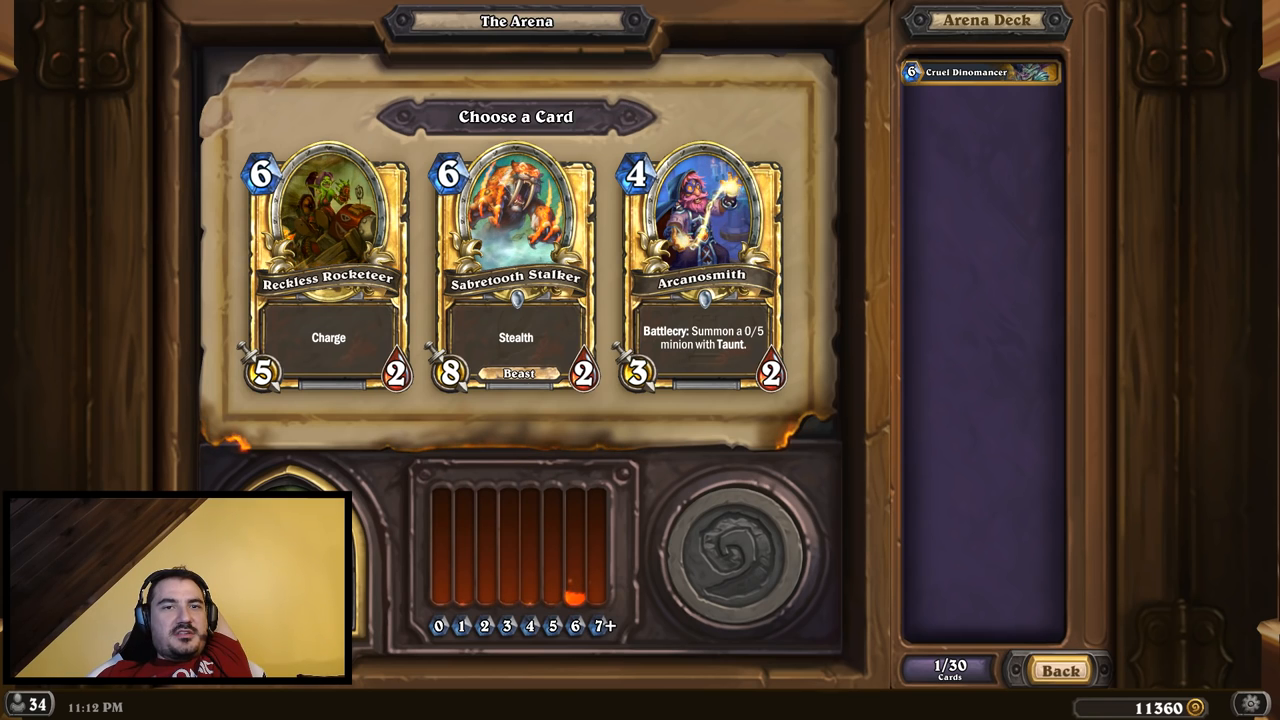 The Arena
Arena Deck
6 Cruel Dinomancer
Choose a Card
6 6 4
Reckless Rocketeer
Sabretooth Stalker
Arcanosmith
Charge
Stealth
Battlecry: Summon a 0/5
minion with Taunt.
5 2
8 Beast 2
3 2
0 1 2 3 4 5 6 7+
1/30
Cards
Back
34 11:12 PM
11360